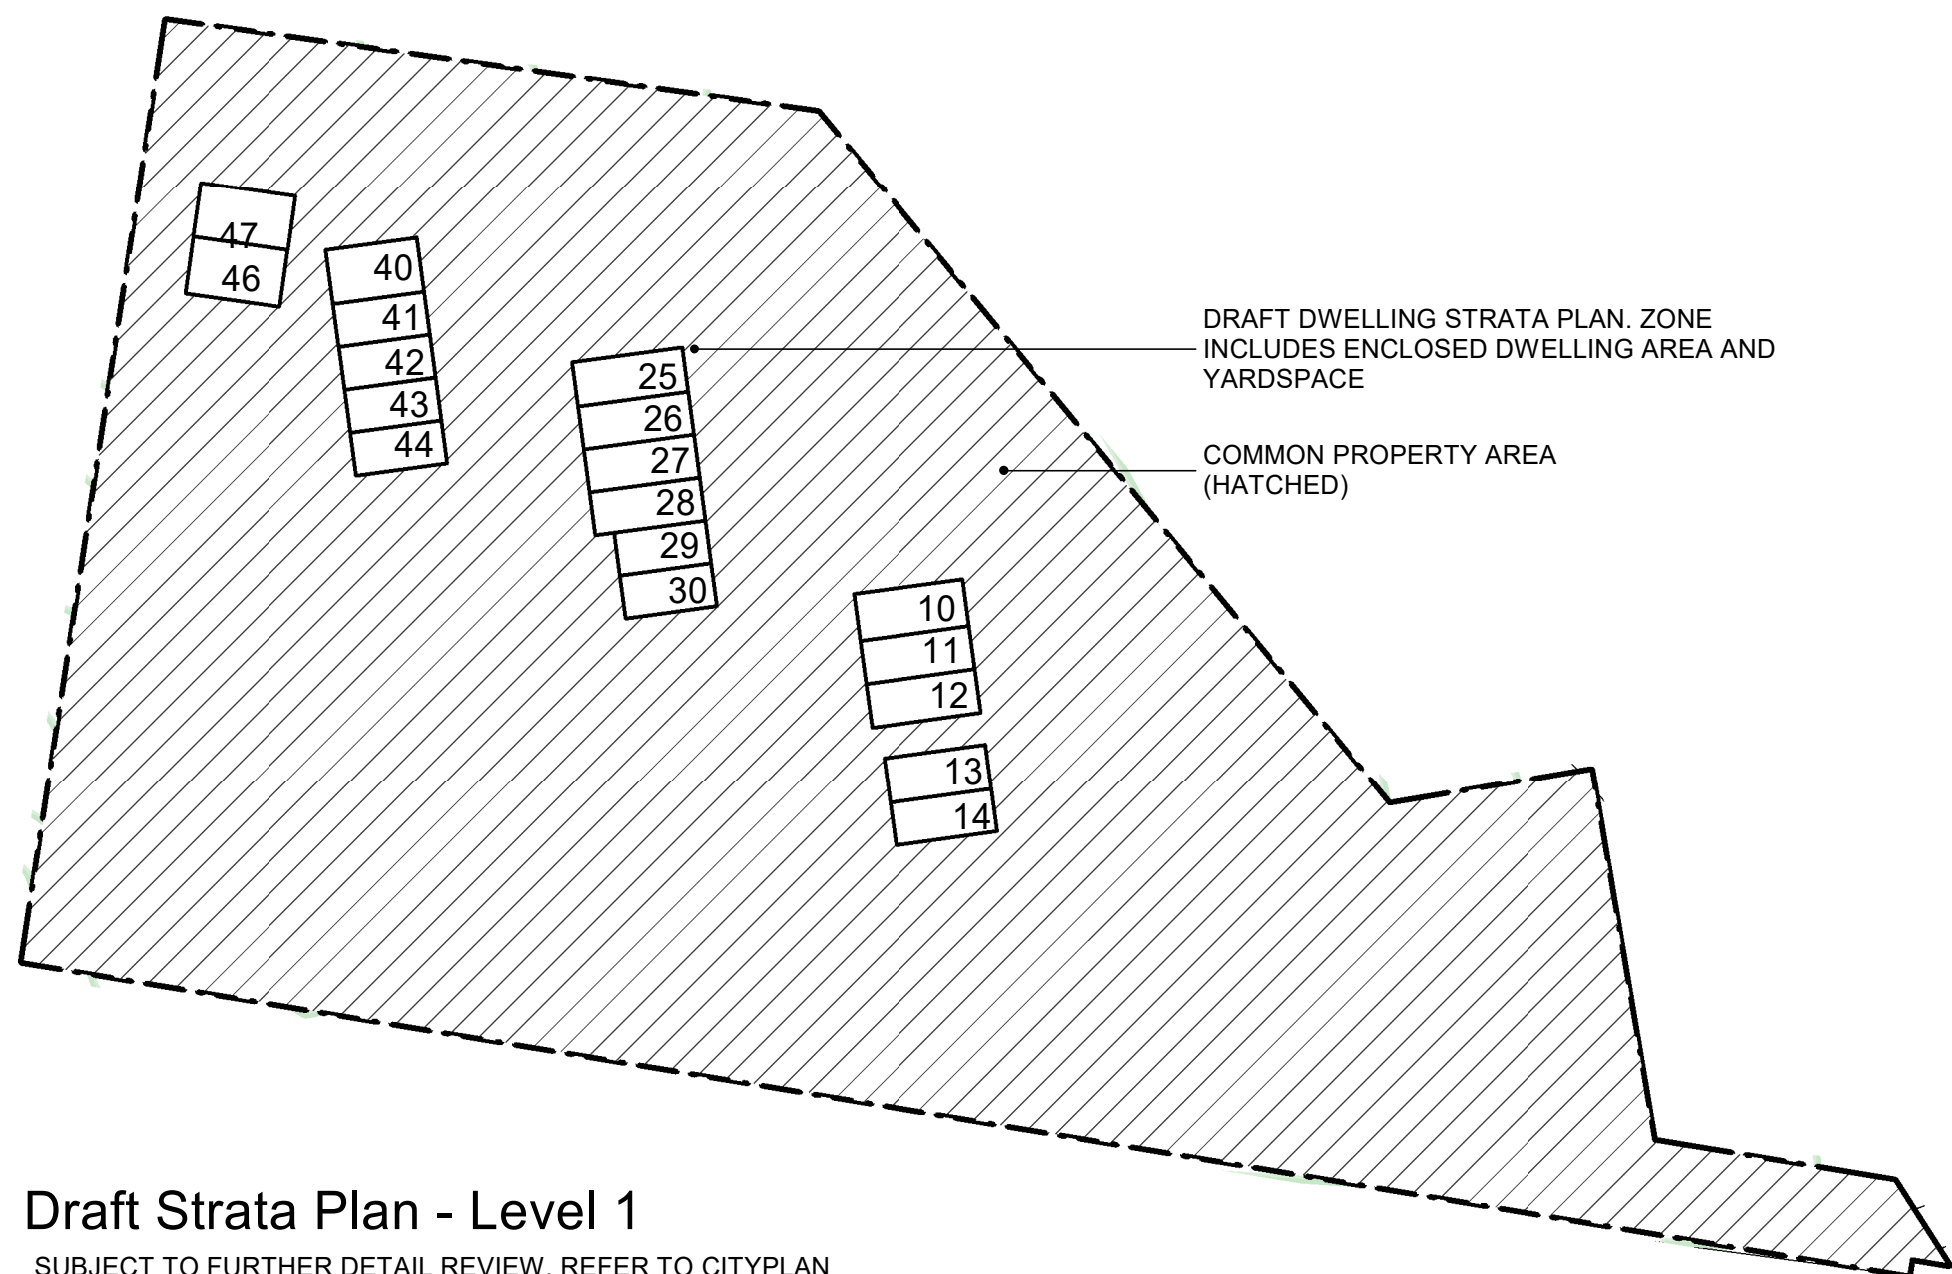 47
46
40
41
42
43
44
25
26
27
28
29
30
10
11
12
13
14
DRAFT DWELLING STRATA PLAN. ZONE
INCLUDES ENCLOSED DWELLING AREA AND
YARDSPACE
COMMON PROPERTY AREA
(HATCHED)
Draft Strata Plan - Level 1
SUBJECT TO FURTHER DETAIL REVIEW. REFER TO CITYPLAN